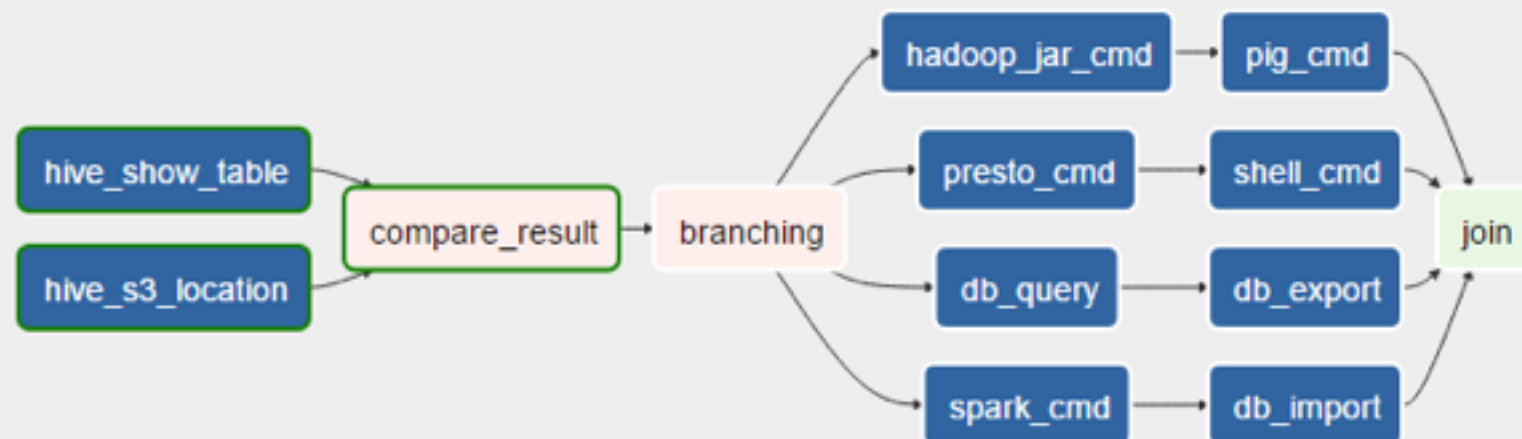 hadoop_jar_cmd
pig_cmd
hive_show_table
presto_cmd
shell_cmd
compare_result
branching
join
hive_s3_location
db_query
db_export
spark_cmd
db_import